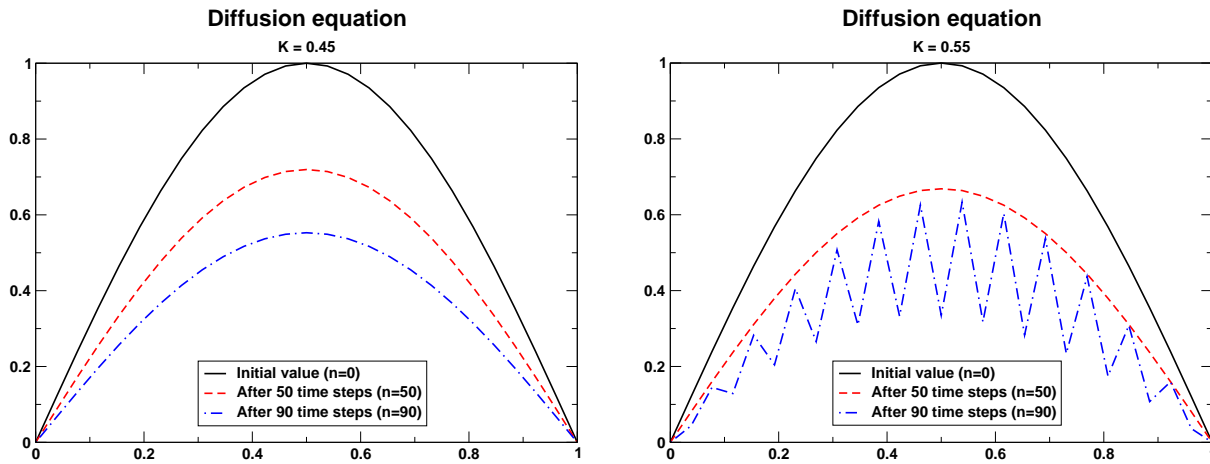 Diffusion equation
K = 0.45
1
0.8
0.6
0.4
0.2
0
0 0.2 0.4 0.6 0.8 1
Initial value (n=0)
After 50 time steps (n=50)
After 90 time steps (n=90)
Diffusion equation
K = 0.55
1
0.8
0.6
0.4
0.2
0
0 0.2 0.4 0.6 0.8 1
Initial value (n=0)
After 50 time steps (n=50)
After 90 time steps (n=90)